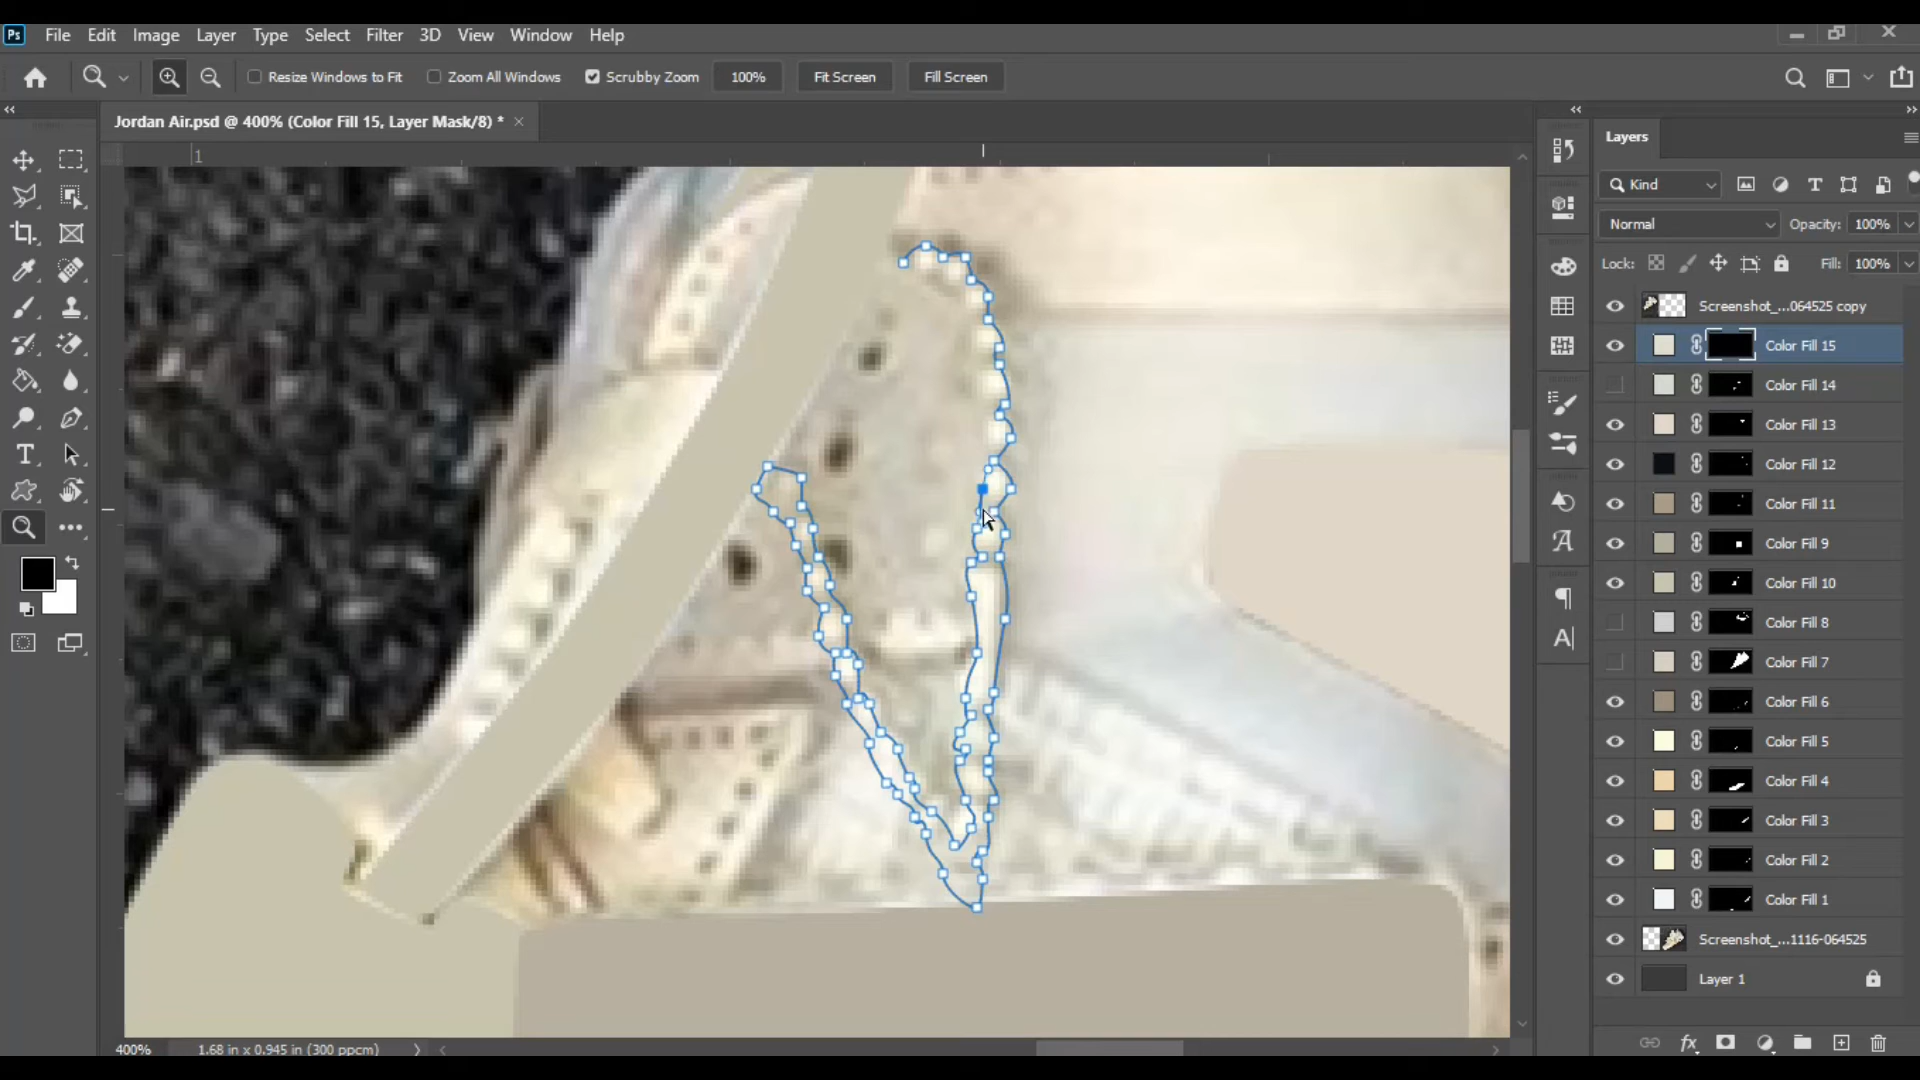 Ps File Edit Image Layer Type Select Filter 3D View Window Help
Resize Windows to Fit Zoom All Windows Scrubby Zoom 100% Fit Screen Fill Screen
Jordan Air.psd @ 400% (Color Fill 15, Layer Mask/8) * ×
1
Layers
Kind
Normal Opacity: 100%
Lock: Fill: 100%
Screenshot_...064525 copy
Color Fill 15
Color Fill 14
Color Fill 13
Color Fill 12
Color Fill 11
Color Fill 9
Color Fill 10
Color Fill 8
Color Fill 7
Color Fill 6
Color Fill 5
Color Fill 4
Color Fill 3
Color Fill 2
Color Fill 1
Screenshot_...1116-064525
Layer 1
400% 1.68 in x 0.945 in (300 ppcm)